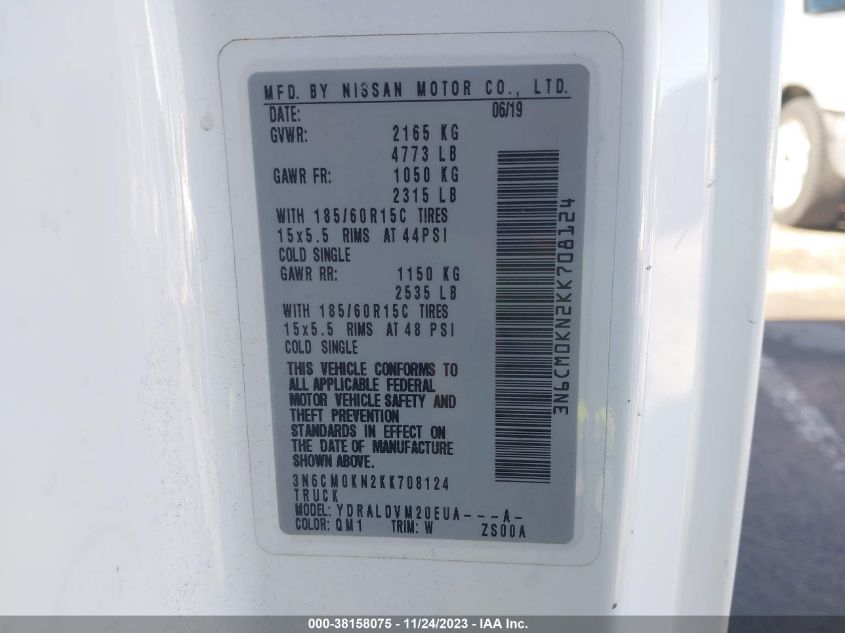 MFD. BY NISSAN MOTOR CO., LTD.
DATE: 06/19
GVWR: 2165 KG
4773 LB
GAWR FR: 1050 KG
2315 LB
WITH 185/60R15C TIRES
15x5.5 RIMS AT 44PSI
COLD SINGLE
GAWR RR: 1150 KG
2535 LB
WITH 185/60R15C TIRES
15x5.5 RIMS AT 48 PSI
COLD SINGLE
THIS VEHICLE CONFORMS TO
ALL APPLICABLE FEDERAL
MOTOR VEHICLE SAFETY AND
THEFT PREVENTION
STANDARDS IN EFFECT ON
THE DATE OF MANUFACTURE
SHOWN ABOVE.
3N6CM0KN2KK708124
TRUCK
MODEL: YDRALDVM20EUA---A-
COLOR: QM1 TRIM: W ZS00A
3N6CM0KN2KK708124
000-38158075 - 11/24/2023 - IAA Inc.